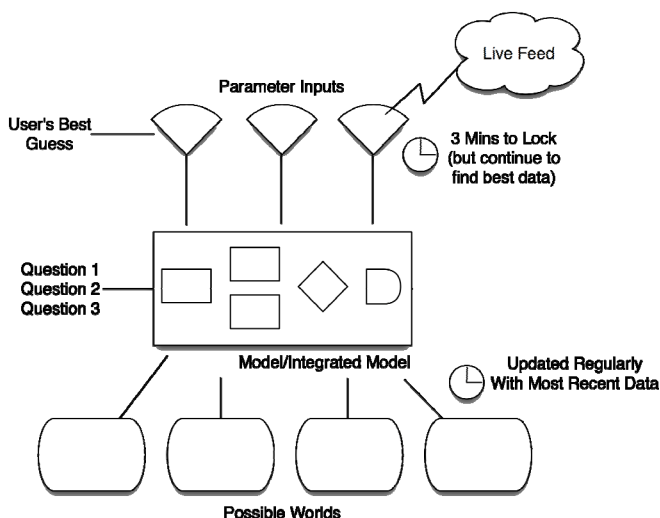 Live Feed
Parameter Inputs
User's Best
Guess
3 Mins to Lock
(but continue to
find best data)
Question 1
Question 2
Question 3
Model/Integrated Model
Updated Regularly
With Most Recent Data
Possible Worlds